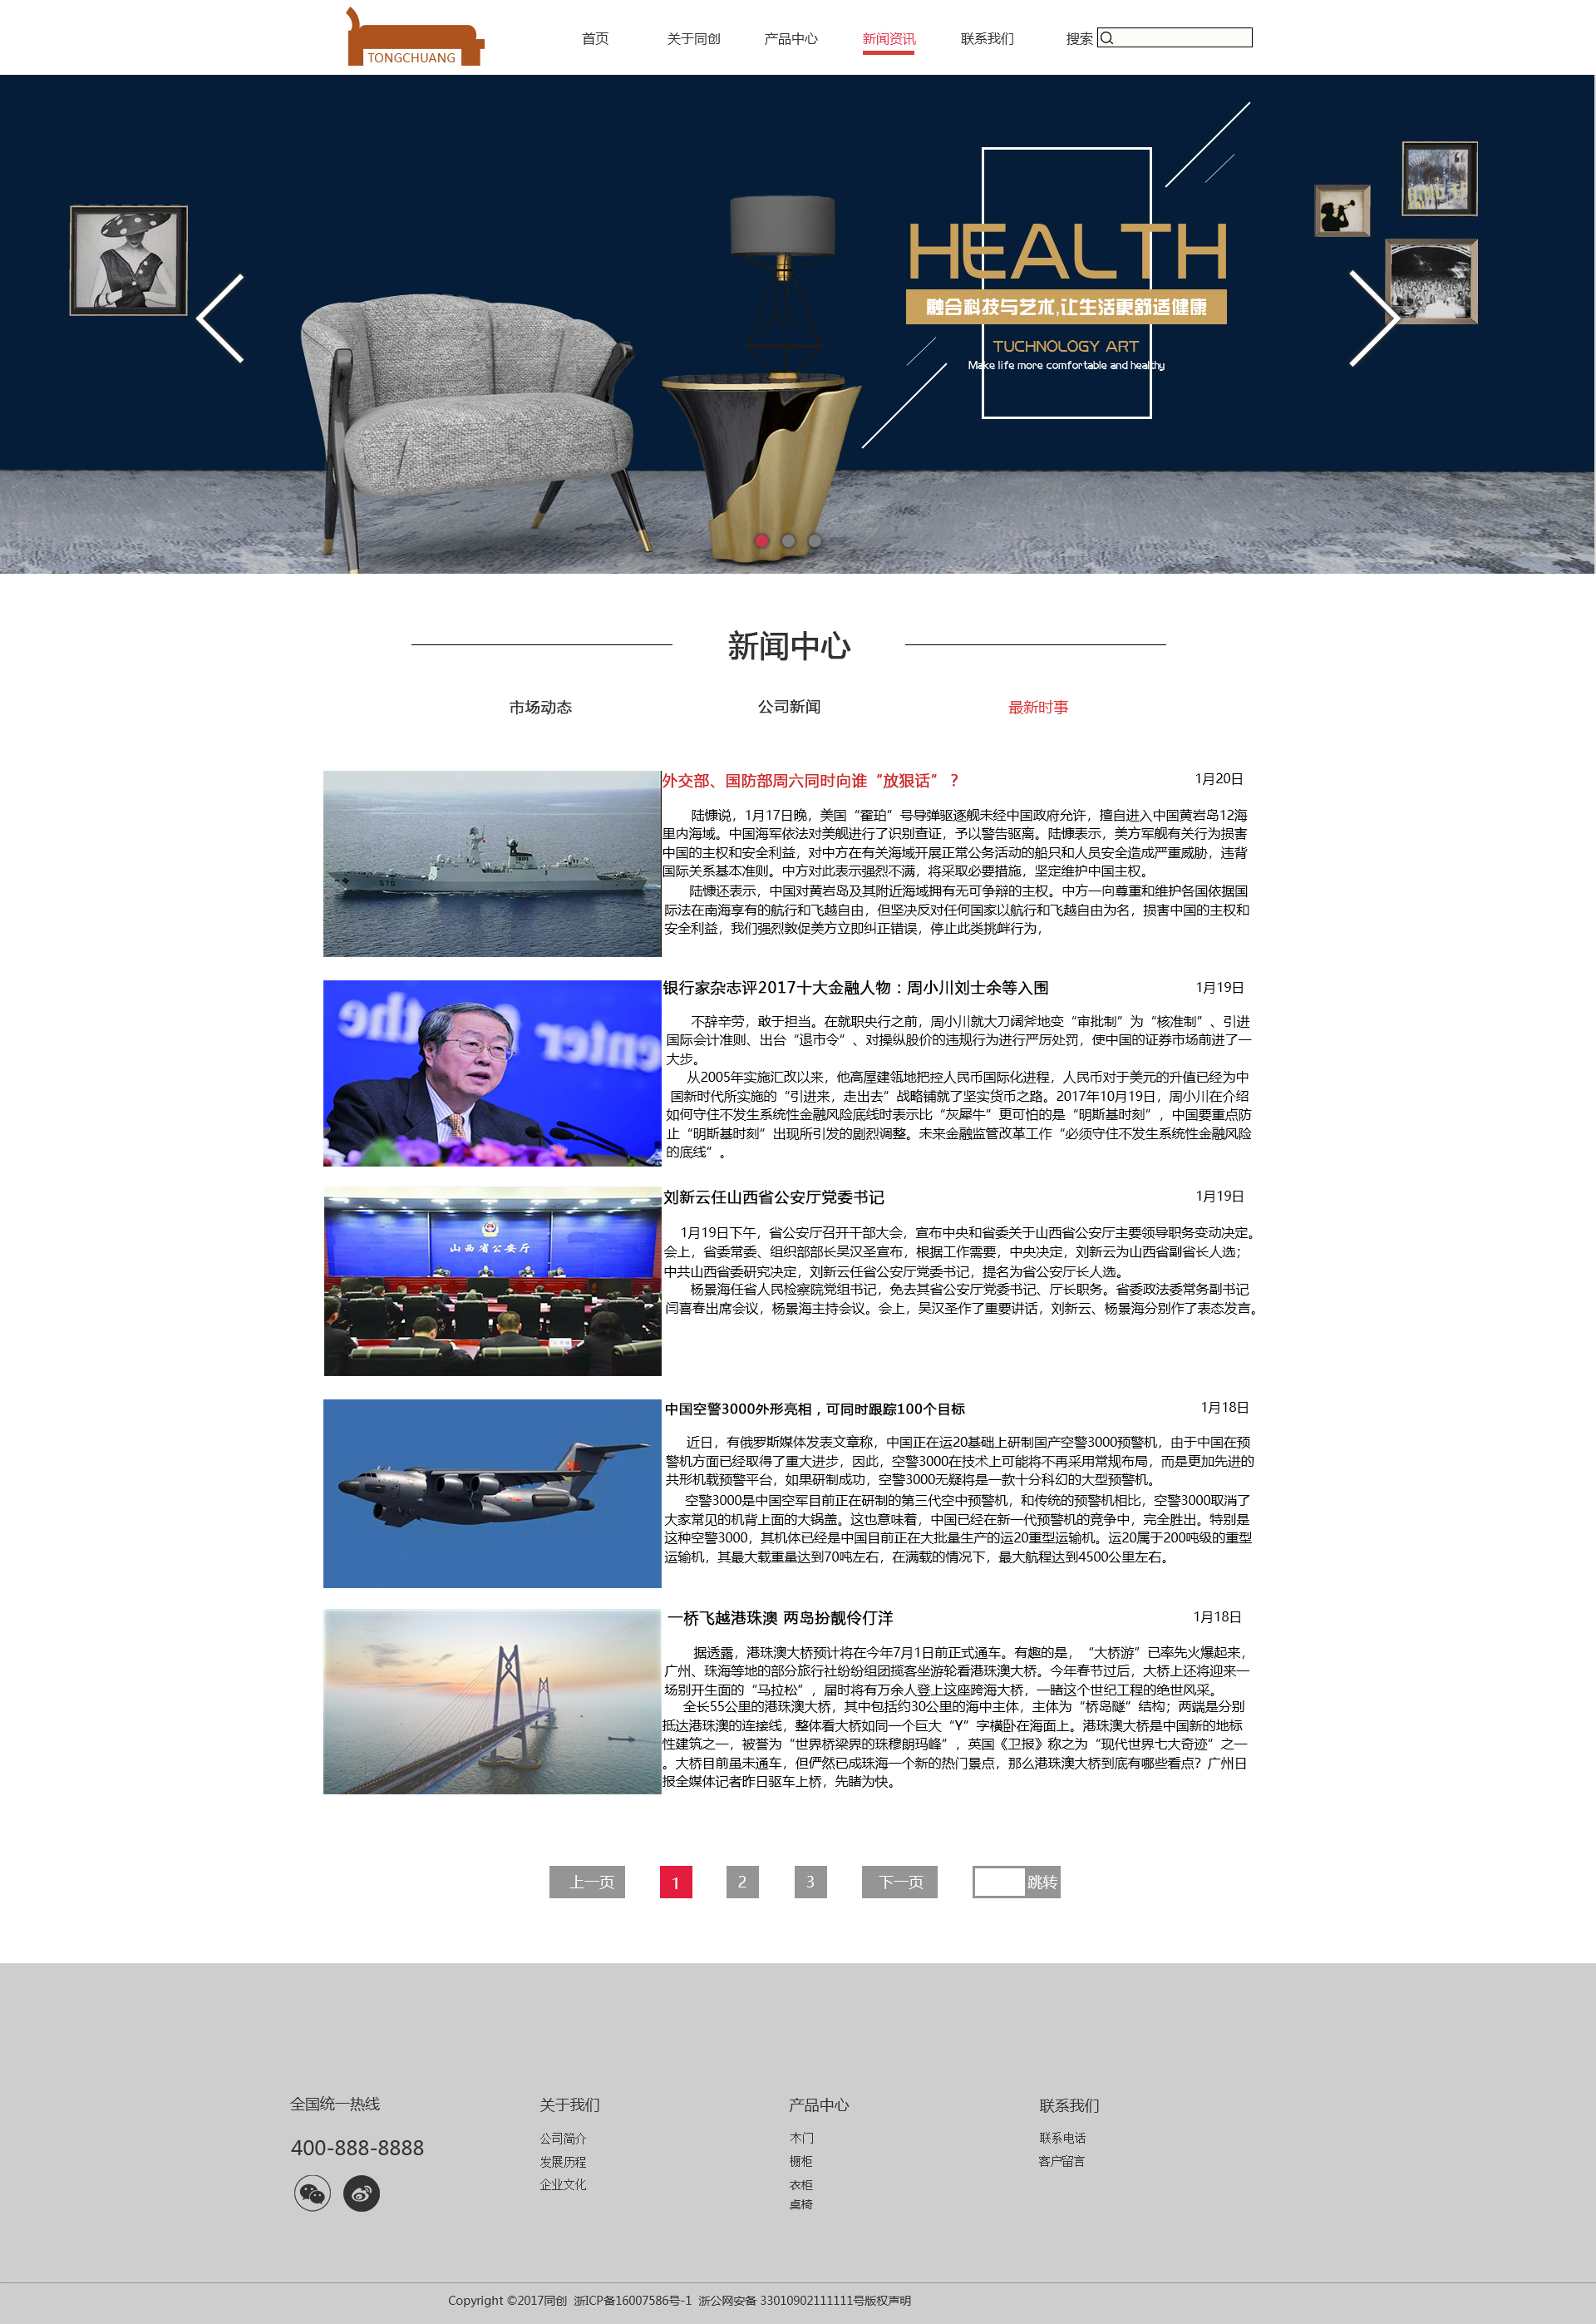 TONGCHUANG
首页 关于同创 产品中心 新闻资讯 联系我们 搜索
HEALTH
融合科技与艺术,让生活更舒适健康
TUCHNOLOGY ART
Make life more comfortable and healthy
新闻中心
市场动态 公司新闻 最新时事
外交部、国防部周六同时向谁“放狠话”？ 1月20日
陆慷说，1月17日晚，美国“霍珀”号导弹驱逐舰未经中国政府允许，擅自进入中国黄岩岛12海
里内海域。中国海军依法对美舰进行了识别查证，予以警告驱离。陆慷表示，美方军舰有关行为损害
中国的主权和安全利益，对中方在有关海域开展正常公务活动的船只和人员安全造成严重威胁，违背
国际关系基本准则。中方对此表示强烈不满，将采取必要措施，坚定维护中国主权。
陆慷还表示，中国对黄岩岛及其附近海域拥有无可争辩的主权。中方一向尊重和维护各国依据国
际法在南海享有的航行和飞越自由，但坚决反对任何国家以航行和飞越自由为名，损害中国的主权和
安全利益，我们强烈敦促美方立即纠正错误，停止此类挑衅行为，
570
银行家杂志评2017十大金融人物：周小川刘士余等入围 1月19日
不辞辛劳，敢于担当。在就职央行之前，周小川就大刀阔斧地变“审批制”为“核准制”、引进
国际会计准则、出台“退市令”、对操纵股价的违规行为进行严厉处罚，使中国的证券市场前进了一
大步。
从2005年实施汇改以来，他高屋建瓴地把控人民币国际化进程，人民币对于美元的升值已经为中
国新时代所实施的“引进来，走出去”战略铺就了坚实货币之路。2017年10月19日，周小川在介绍
如何守住不发生系统性金融风险底线时表示比“灰犀牛”更可怕的是“明斯基时刻”，中国要重点防
止“明斯基时刻”出现所引发的剧烈调整。未来金融监管改革工作“必须守住不发生系统性金融风险
的底线”。
enter the
刘新云任山西省公安厅党委书记 1月19日
1月19日下午，省公安厅召开干部大会，宣布中央和省委关于山西省公安厅主要领导职务变动决定。
会上，省委常委、组织部部长吴汉圣宣布，根据工作需要，中央决定，刘新云为山西省副省长人选；
中共山西省委研究决定，刘新云任省公安厅党委书记，提名为省公安厅长人选。
杨景海任省人民检察院党组书记，免去其省公安厅党委书记、厅长职务。省委政法委常务副书记
闫喜春出席会议，杨景海主持会议。会上，吴汉圣作了重要讲话，刘新云、杨景海分别作了表态发言。
山西省公安厅
中国空警3000外形亮相，可同时跟踪100个目标 1月18日
近日，有俄罗斯媒体发表文章称，中国正在运20基础上研制国产空警3000预警机，由于中国在预
警机方面已经取得了重大进步，因此，空警3000在技术上可能将不再采用常规布局，而是更加先进的
共形机载预警平台，如果研制成功，空警3000无疑将是一款十分科幻的大型预警机。
空警3000是中国空军目前正在研制的第三代空中预警机，和传统的预警机相比，空警3000取消了
大家常见的机背上面的大锅盖。这也意味着，中国已经在新一代预警机的竞争中，完全胜出。特别是
这种空警3000，其机体已经是中国目前正在大批量生产的运20重型运输机。运20属于200吨级的重型
运输机，其最大载重量达到70吨左右，在满载的情况下，最大航程达到4500公里左右。
一桥飞越港珠澳 两岛扮靓伶仃洋 1月18日
据透露，港珠澳大桥预计将在今年7月1日前正式通车。有趣的是，“大桥游”已率先火爆起来，
广州、珠海等地的部分旅行社纷纷组团揽客坐游轮看港珠澳大桥。今年春节过后，大桥上还将迎来一
场别开生面的“马拉松”，届时将有万余人登上这座跨海大桥，一睹这个世纪工程的绝世风采。
全长55公里的港珠澳大桥，其中包括约30公里的海中主体，主体为“桥岛隧”结构；两端是分别
抵达港珠澳的连接线，整体看大桥如同一个巨大“Y”字横卧在海面上。港珠澳大桥是中国新的地标
性建筑之一，被誉为“世界桥梁界的珠穆朗玛峰”，英国《卫报》称之为“现代世界七大奇迹”之一
。大桥目前虽未通车，但俨然已成珠海一个新的热门景点，那么港珠澳大桥到底有哪些看点？广州日
报全媒体记者昨日驱车上桥，先睹为快。
上一页 1 2 3 下一页 跳转
全国统一热线 关于我们 产品中心 联系我们
400-888-8888
公司简介
发展历程
企业文化
木门
橱柜
衣柜
桌椅
联系电话
客户留言
Copyright ©2017同创 浙ICP备16007586号-1 浙公网安备 33010902111111号版权声明